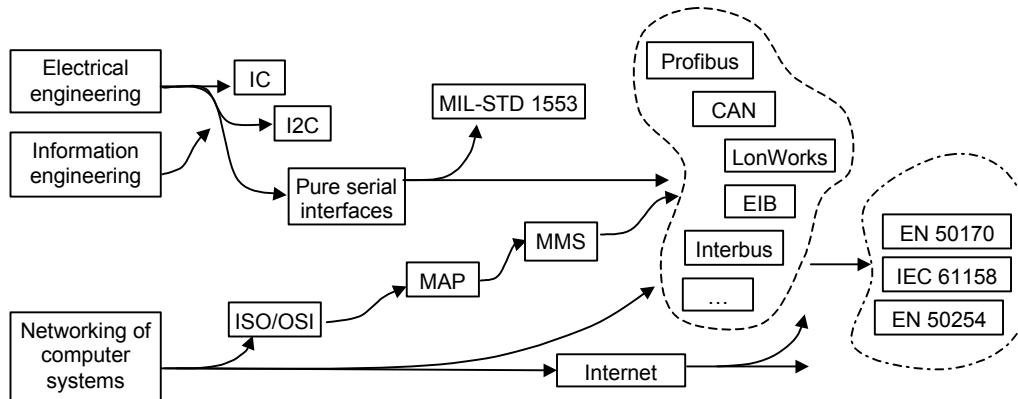 Electrical
engineering
IC
I2C
Information
engineering
Pure serial
interfaces
MIL-STD 1553
Profibus
CAN
LonWorks
EIB
Interbus
…
MMS
MAP
ISO/OSI
Networking of
computer
systems
Internet
EN 50170
IEC 61158
EN 50254